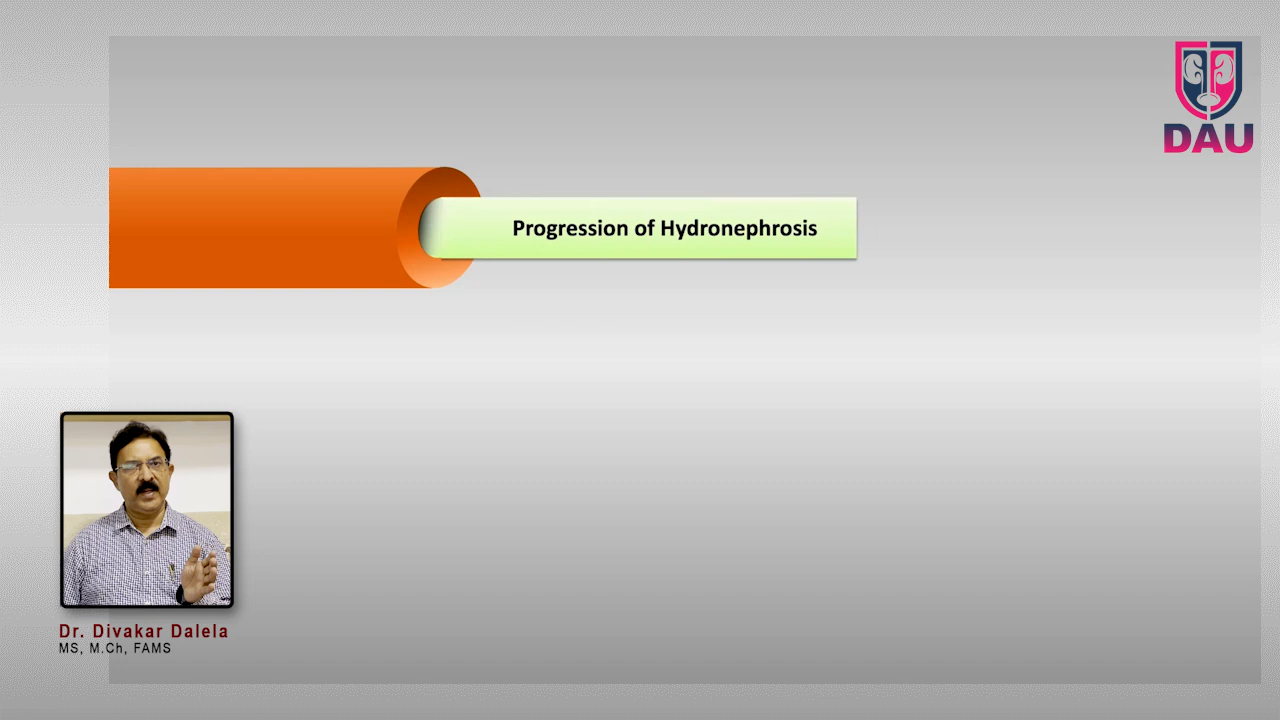 DAU
Progression of Hydronephrosis
Dr. Divakar Dalela
MS, M.Ch, FAMS